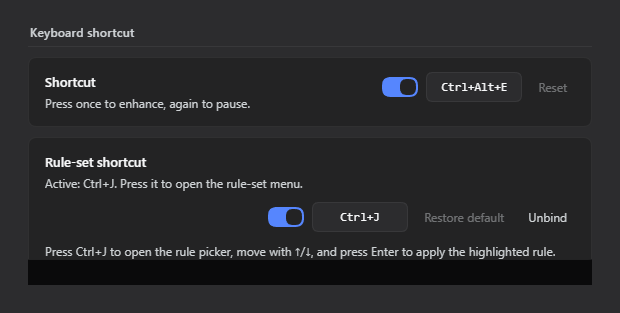 Keyboard shortcut
Shortcut
Press once to enhance, again to pause.
Ctrl+Alt+E
Reset
Rule-set shortcut
Active: Ctrl+J. Press it to open the rule-set menu.
Ctrl+J
Restore default
Unbind
Press Ctrl+J to open the rule picker, move with ↑/↓, and press Enter to apply the highlighted rule.